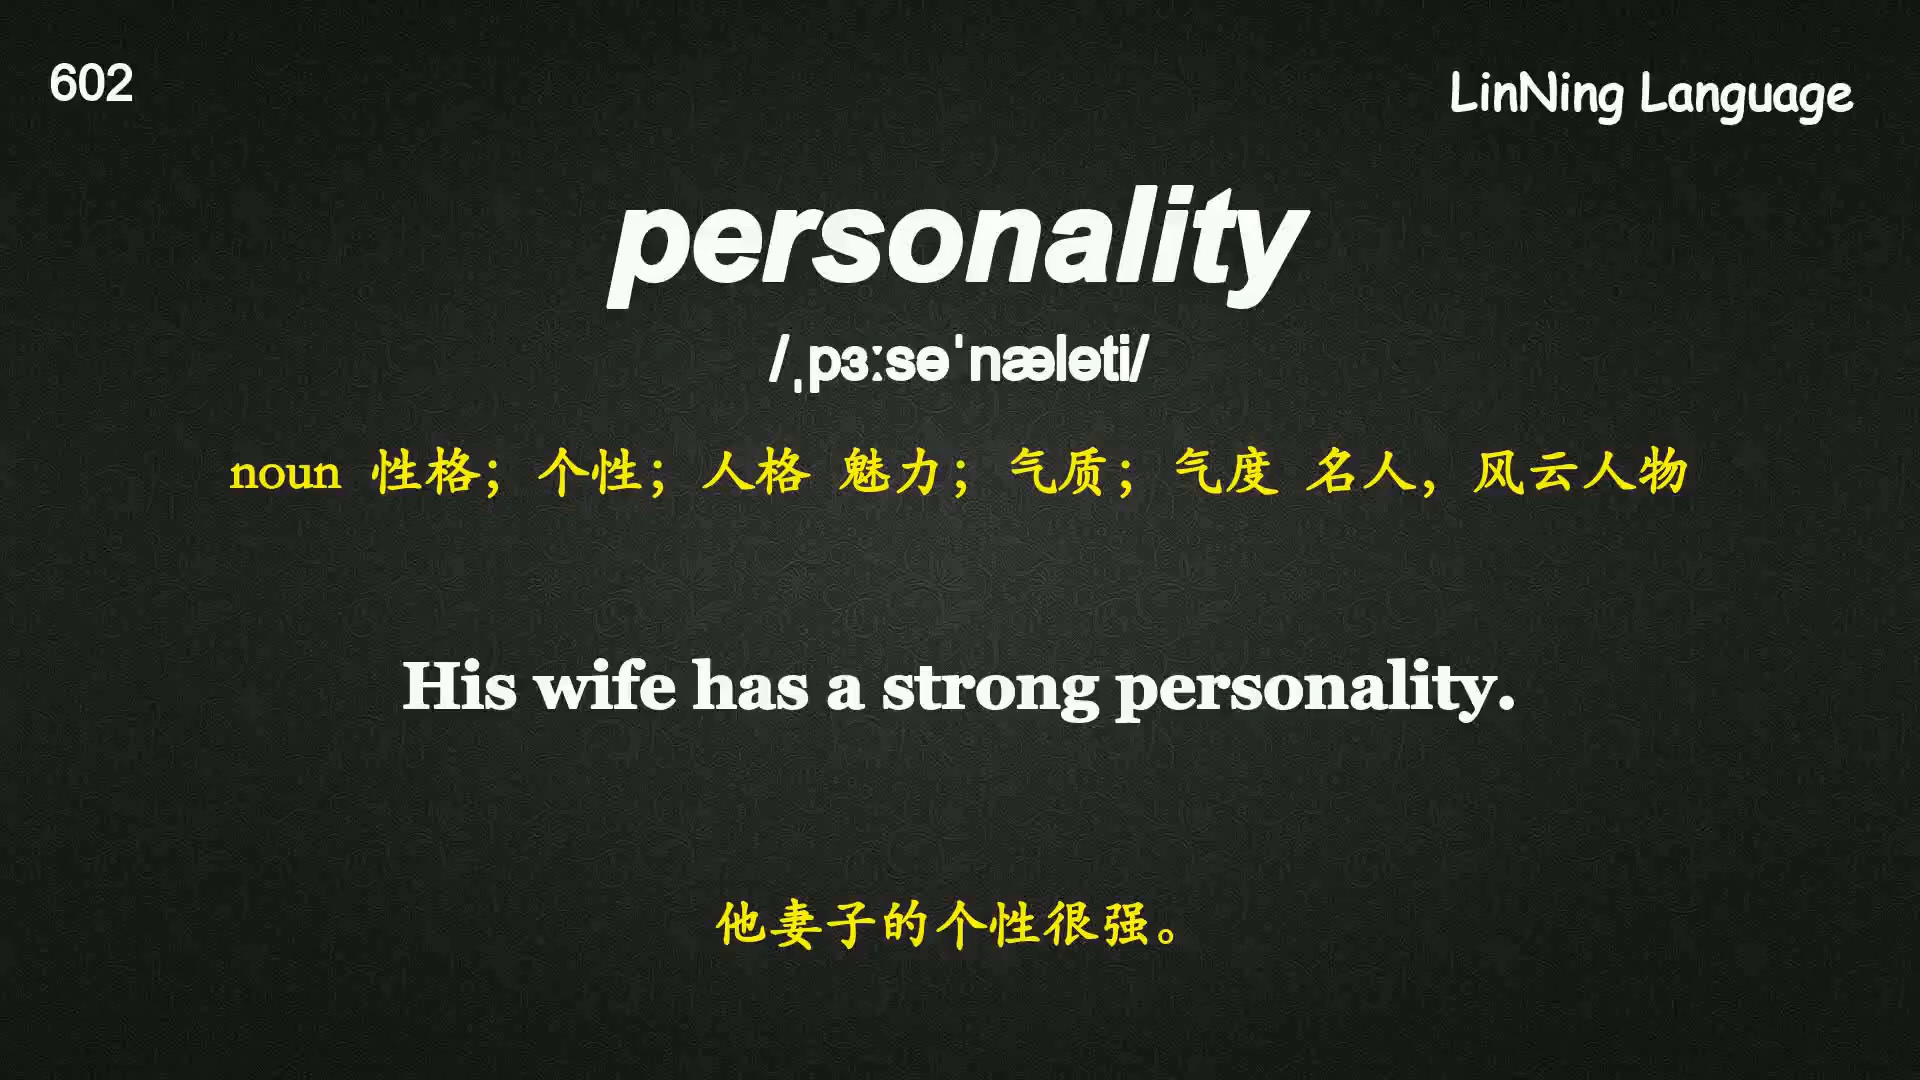 602
LinNing Language
personality
/ˌpɜːsəˈnæləti/
noun 性格；个性；人格 魅力；气质；气度 名人，风云人物
His wife has a strong personality.
他妻子的个性很强。